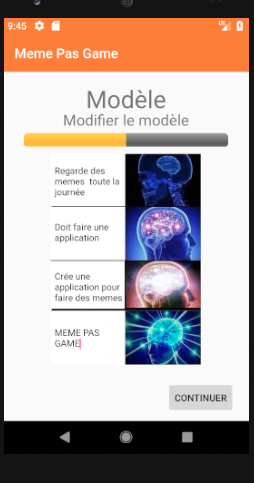 9:45
LTE
Meme Pas Game
Modèle
Modifier le modèle
Regarde des
memes toute la
journée
Doit faire une
application
Crée une
application pour
faire des memes
MEME PAS
GAME
CONTINUER